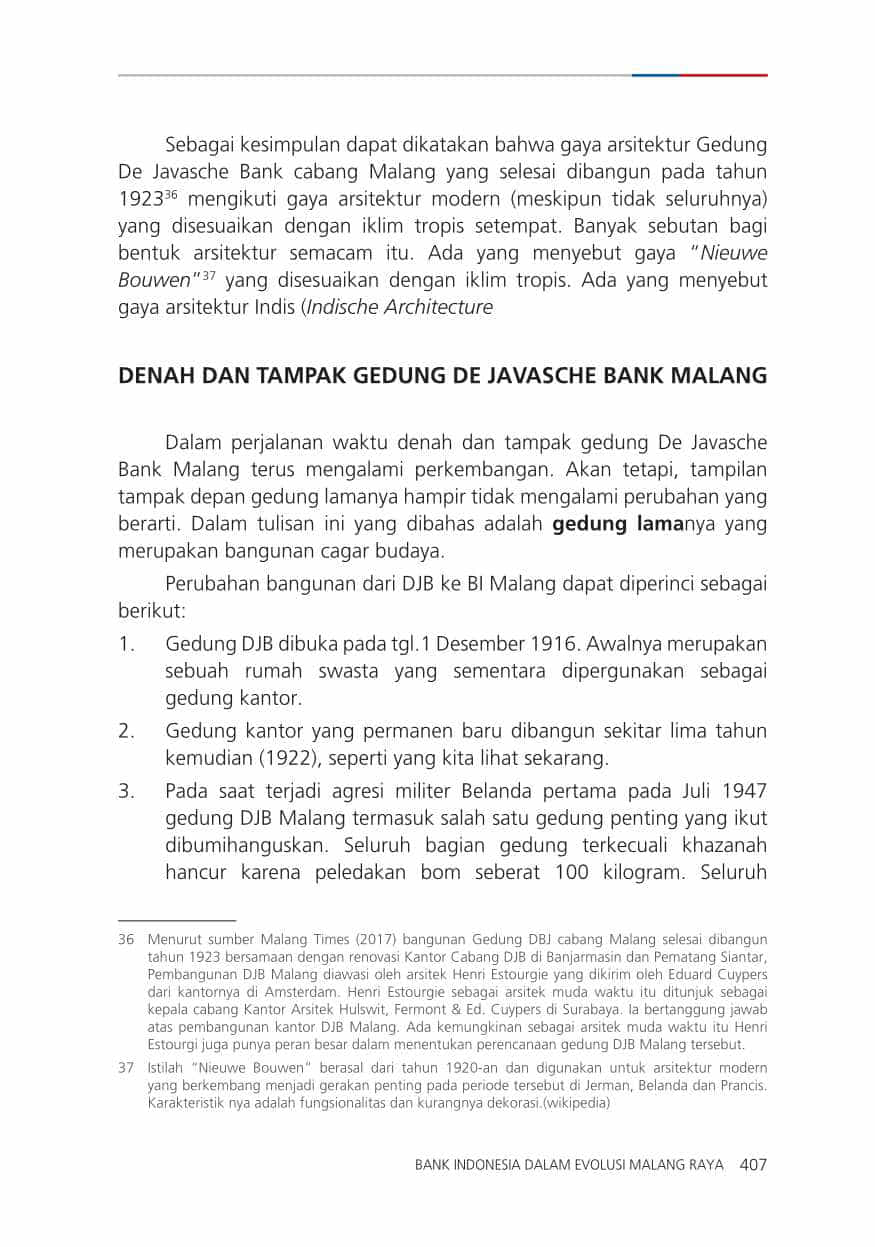 Sebagai kesimpulan dapat dikatakan bahwa gaya arsitektur Gedung
De Javasche Bank cabang Malang yang selesai dibangun pada tahun
1923³⁶ mengikuti gaya arsitektur modern (meskipun tidak seluruhnya)
yang disesuaikan dengan iklim tropis setempat. Banyak sebutan bagi
bentuk arsitektur semacam itu. Ada yang menyebut gaya “Nieuwe
Bouwen”³⁷ yang disesuaikan dengan iklim tropis. Ada yang menyebut
gaya arsitektur Indis (Indische Architecture
DENAH DAN TAMPAK GEDUNG DE JAVASCHE BANK MALANG
Dalam perjalanan waktu denah dan tampak gedung De Javasche
Bank Malang terus mengalami perkembangan. Akan tetapi, tampilan
tampak depan gedung lamanya hampir tidak mengalami perubahan yang
berarti. Dalam tulisan ini yang dibahas adalah gedung lamanya yang
merupakan bangunan cagar budaya.
Perubahan bangunan dari DJB ke BI Malang dapat diperinci sebagai
berikut:
1. Gedung DJB dibuka pada tgl.1 Desember 1916. Awalnya merupakan
sebuah rumah swasta yang sementara dipergunakan sebagai
gedung kantor.
2. Gedung kantor yang permanen baru dibangun sekitar lima tahun
kemudian (1922), seperti yang kita lihat sekarang.
3. Pada saat terjadi agresi militer Belanda pertama pada Juli 1947
gedung DJB Malang termasuk salah satu gedung penting yang ikut
dibumihanguskan. Seluruh bagian gedung terkecuali khazanah
hancur karena peledakan bom seberat 100 kilogram. Seluruh
36 Menurut sumber Malang Times (2017) bangunan Gedung DBJ cabang Malang selesai dibangun
tahun 1923 bersamaan dengan renovasi Kantor Cabang DJB di Banjarmasin dan Pematang Siantar,
Pembangunan DJB Malang diawasi oleh arsitek Henri Estourgie yang dikirim oleh Eduard Cuypers
dari kantornya di Amsterdam. Henri Estourgie sebagai arsitek muda waktu itu ditunjuk sebagai
kepala cabang Kantor Arsitek Hulswit, Fermont & Ed. Cuypers di Surabaya. Ia bertanggung jawab
atas pembangunan kantor DJB Malang. Ada kemungkinan sebagai arsitek muda waktu itu Henri
Estourgi juga punya peran besar dalam menentukan perencanaan gedung DJB Malang tersebut.
37 Istilah “Nieuwe Bouwen” berasal dari tahun 1920-an dan digunakan untuk arsitektur modern
yang berkembang menjadi gerakan penting pada periode tersebut di Jerman, Belanda dan Prancis.
Karakteristik nya adalah fungsionalitas dan kurangnya dekorasi.(wikipedia)
BANK INDONESIA DALAM EVOLUSI MALANG RAYA 407